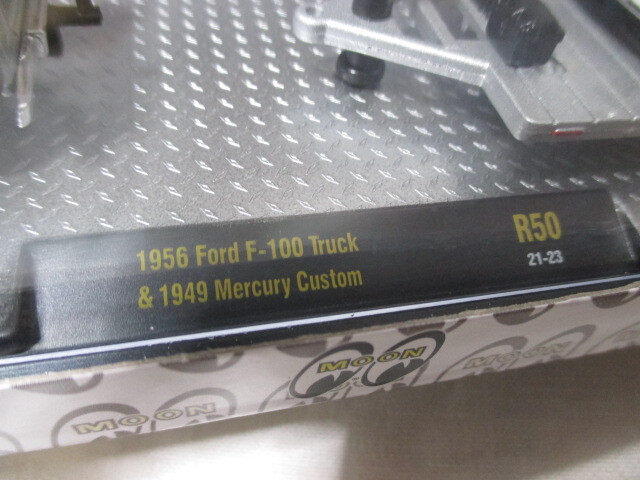 1956 Ford F-100 Truck
& 1949 Mercury Custom
R50
21-23
MOON
MOON